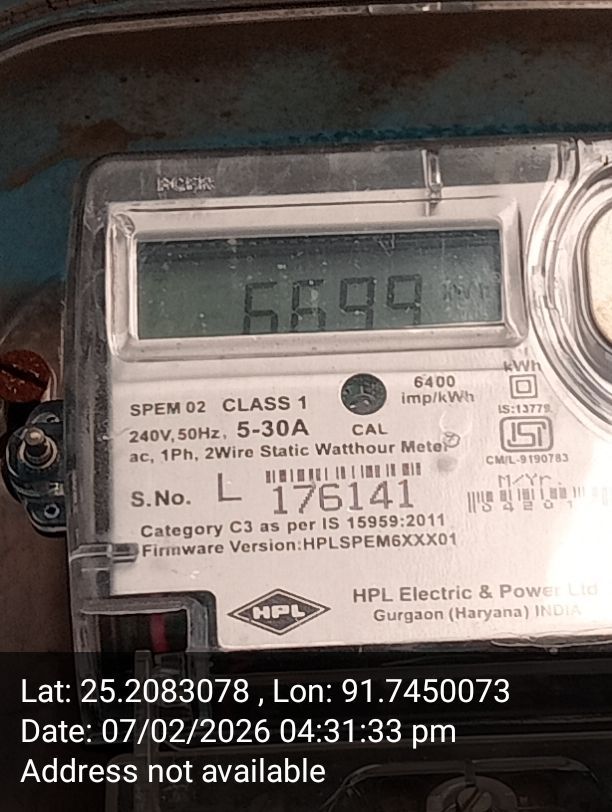 6699 kWh
SPEM 02 CLASS 1
6400
imp/kWh
kWh
240V, 50Hz, 5-30A
CAL
IS:13779
ac, 1Ph, 2Wire Static Watthour Meter
ISI
CM/L-9190783
S.No. L 176141
M/Yr.
Category C3 as per IS 15959:2011
Firmware Version:HPLSPEM6XXX01
HPL
HPL Electric & Power Ltd
Gurgaon (Haryana) INDIA
Lat: 25.2083078 , Lon: 91.7450073
Date: 07/02/2026 04:31:33 pm
Address not available